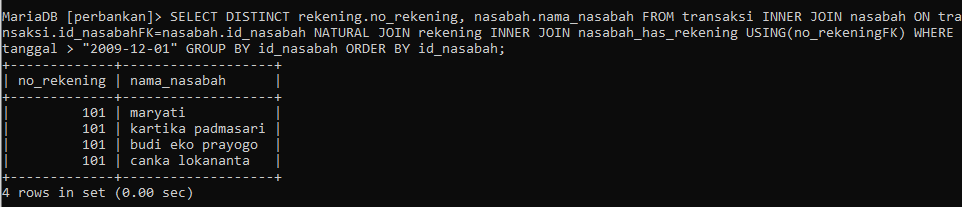 MariaDB [perbankan]> SELECT DISTINCT rekening.no_rekening, nasabah.nama_nasabah FROM transaksi INNER JOIN nasabah ON tra
nsaksi.id_nasabahFK=nasabah.id_nasabah NATURAL JOIN rekening INNER JOIN nasabah_has_rekening USING(no_rekeningFK) WHERE
tanggal > "2009-12-01" GROUP BY id_nasabah ORDER BY id_nasabah;
+-------------+-------------------+
| no_rekening | nama_nasabah      |
+-------------+-------------------+
|         101 | maryati           |
|         101 | kartika padmasari |
|         101 | budi eko prayogo  |
|         101 | canka lokananta   |
+-------------+-------------------+
4 rows in set (0.00 sec)